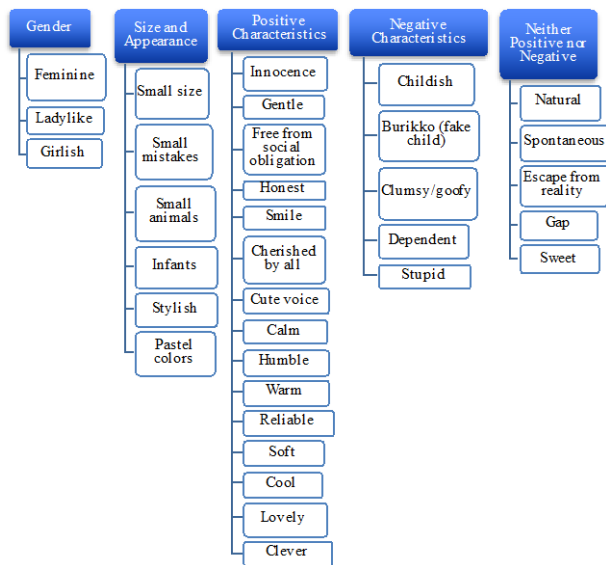 Gender
Feminine
Ladylike
Girlish
Size and
Appearance
Small size
Small
mistakes
Small
animals
Infants
Stylish
Pastel
colors
Positive
Characteristics
Innocence
Gentle
Free from
social
obligation
Honest
Smile
Cherished
by all
Cute voice
Calm
Humble
Warm
Reliable
Soft
Cool
Lovely
Clever
Negative
Characteristics
Childish
Burikko (fake
child)
Clumsy/goofy
Dependent
Stupid
Neither
Positive nor
Negative
Natural
Spontaneous
Escape from
reality
Gap
Sweet